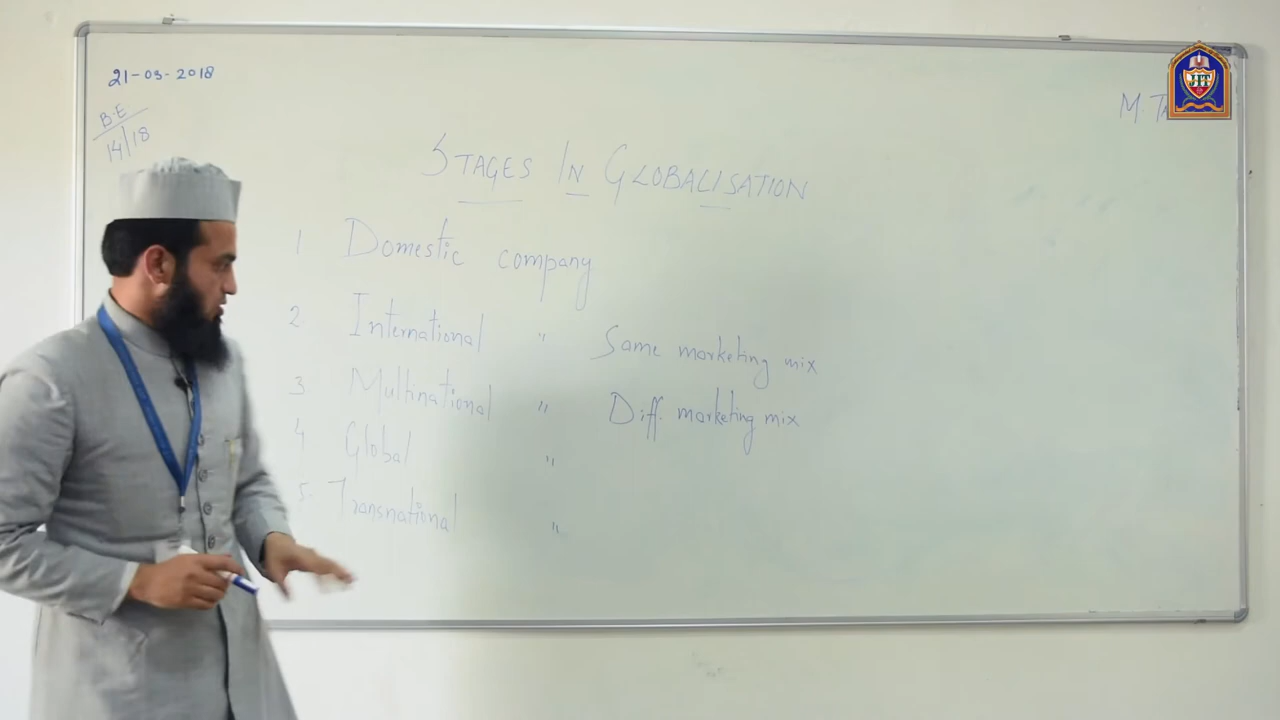 21-03-2018
B.E
14/18
M.
STAGES IN GLOBALISATION
1 Domestic company
2 International " Same marketing mix
3 Multinational " Diff. marketing mix
4 Global "
5. Transnational "